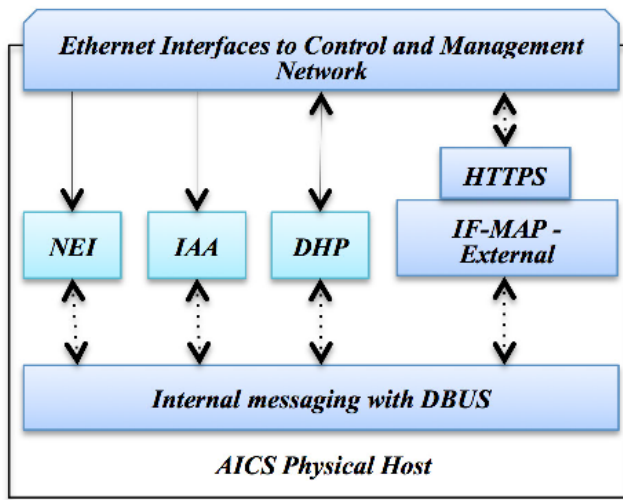 Ethernet Interfaces to Control and Management
Network
HTTPS
NEI
IAA
DHP
IF-MAP -
External
Internal messaging with DBUS
AICS Physical Host